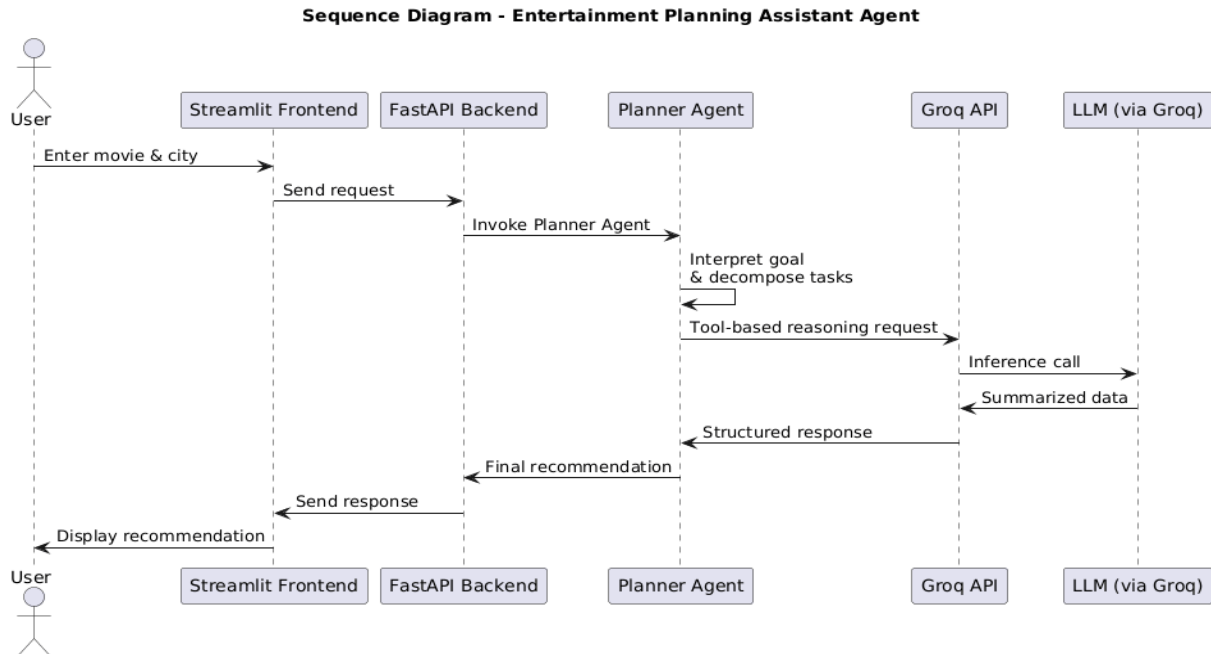 Sequence Diagram - Entertainment Planning Assistant Agent
User
Streamlit Frontend
FastAPI Backend
Planner Agent
Groq API
LLM (via Groq)
Enter movie & city
Send request
Invoke Planner Agent
Interpret goal
& decompose tasks
Tool-based reasoning request
Inference call
Summarized data
Structured response
Final recommendation
Send response
Display recommendation
User
Streamlit Frontend
FastAPI Backend
Planner Agent
Groq API
LLM (via Groq)